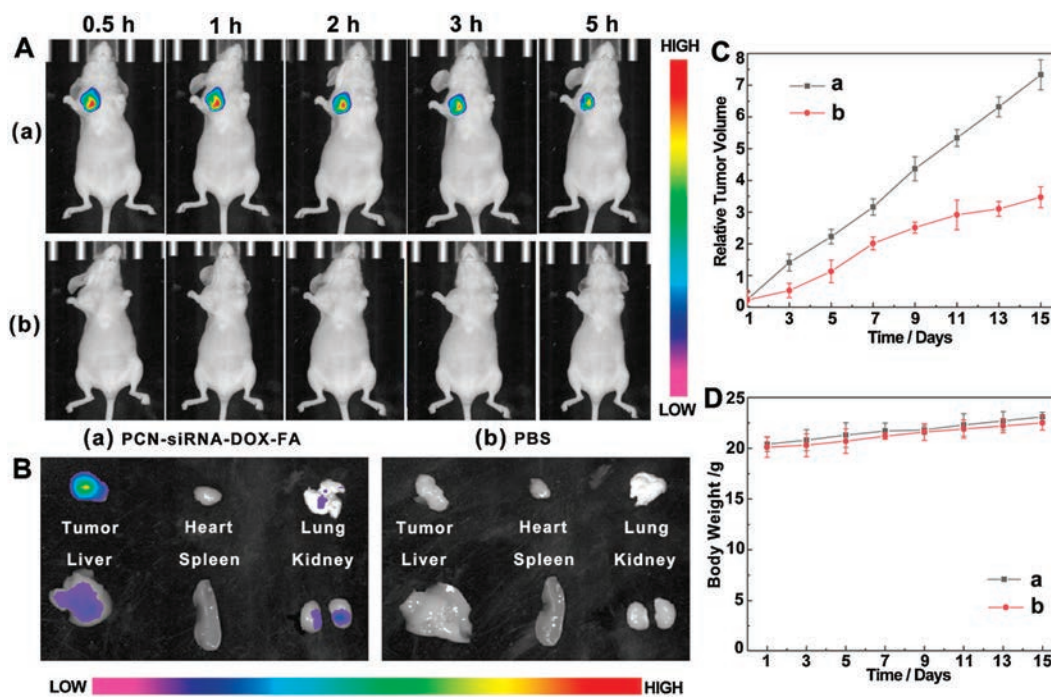 A
0.5 h 1 h 2 h 3 h 5 h
(a)
(b)
HIGH
LOW
(a) PCN-siRNA-DOX-FA (b) PBS
B
Tumor Heart Lung
Liver Spleen Kidney
Tumor Heart Lung
Liver Spleen Kidney
LOW HIGH
C
a
b
Relative Tumor Volume
8
7
6
5
4
3
2
1
0
1 3 5 7 9 11 13 15
Time / Days
D
Body Weight /g
25
20
15
10
5
0
a
b
1 3 5 7 9 11 13 15
Time / Days